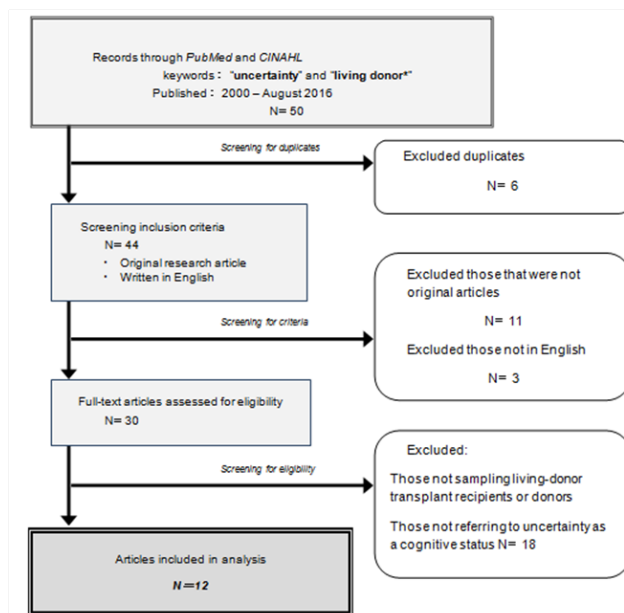 Records through PubMed and CINAHL
keywords： "uncertainty" and "living donor*"
Published： 2000 – August 2016
N= 50
Screening for duplicates
Excluded duplicates
N= 6
Screening inclusion criteria
N= 44
・ Original research article
・ Written in English
Excluded those that were not
original articles
N= 11
Excluded those not in English
N= 3
Screening for criteria
Full-text articles assessed for eligibility
N= 30
Screening for eligibility
Excluded:
Those not sampling living-donor
transplant recipients or donors
Those not referring to uncertainty as
a cognitive status N= 18
Articles included in analysis
N＝12